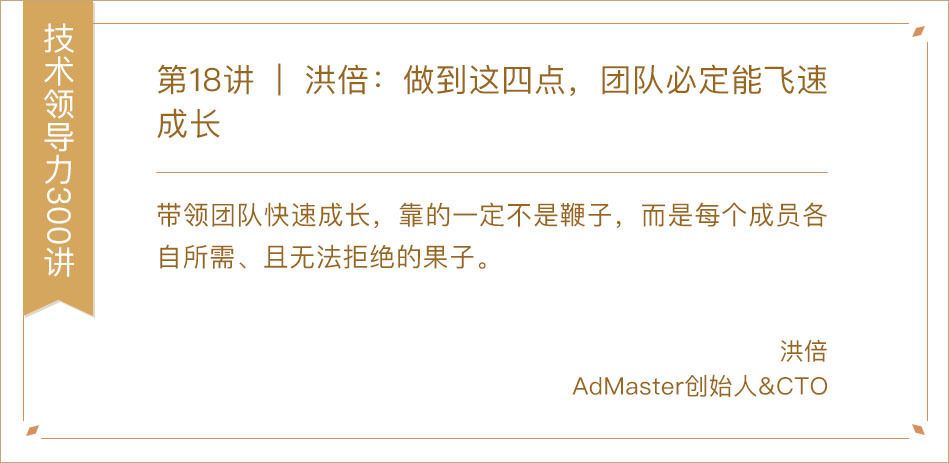 技术领导力300讲
第18讲 | 洪倍：做到这四点，团队必定能飞速
成长
带领团队快速成长，靠的一定不是鞭子，而是每个成员各
自所需、且无法拒绝的果子。
洪倍
AdMaster创始人&CTO